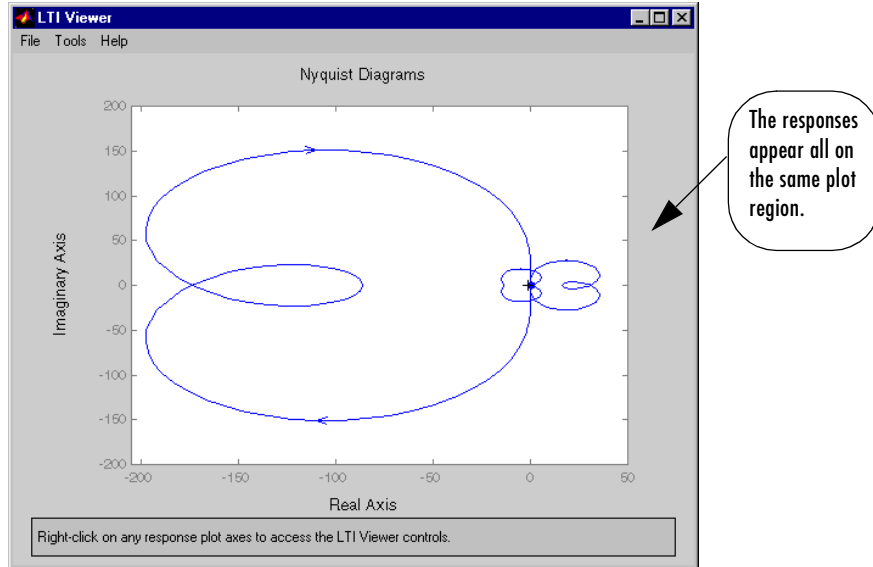 LTI Viewer
File Tools Help
Nyquist Diagrams
200
150
100
50
0
-50
-100
-150
-200
Imaginary Axis
-200 -150 -100 -50 0 50
Real Axis
Right-click on any response plot axes to access the LTI Viewer controls.
The responses
appear all on
the same plot
region.